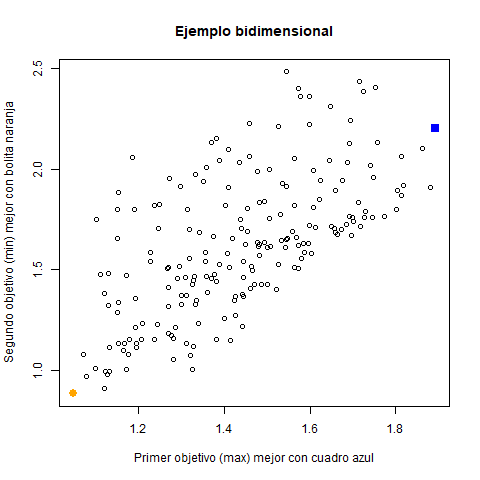 Ejemplo bidimensional
Segundo objetivo (min) mejor con bolita naranja
2.5
2.0
1.5
1.0
1.2 1.4 1.6 1.8
Primer objetivo (max) mejor con cuadro azul